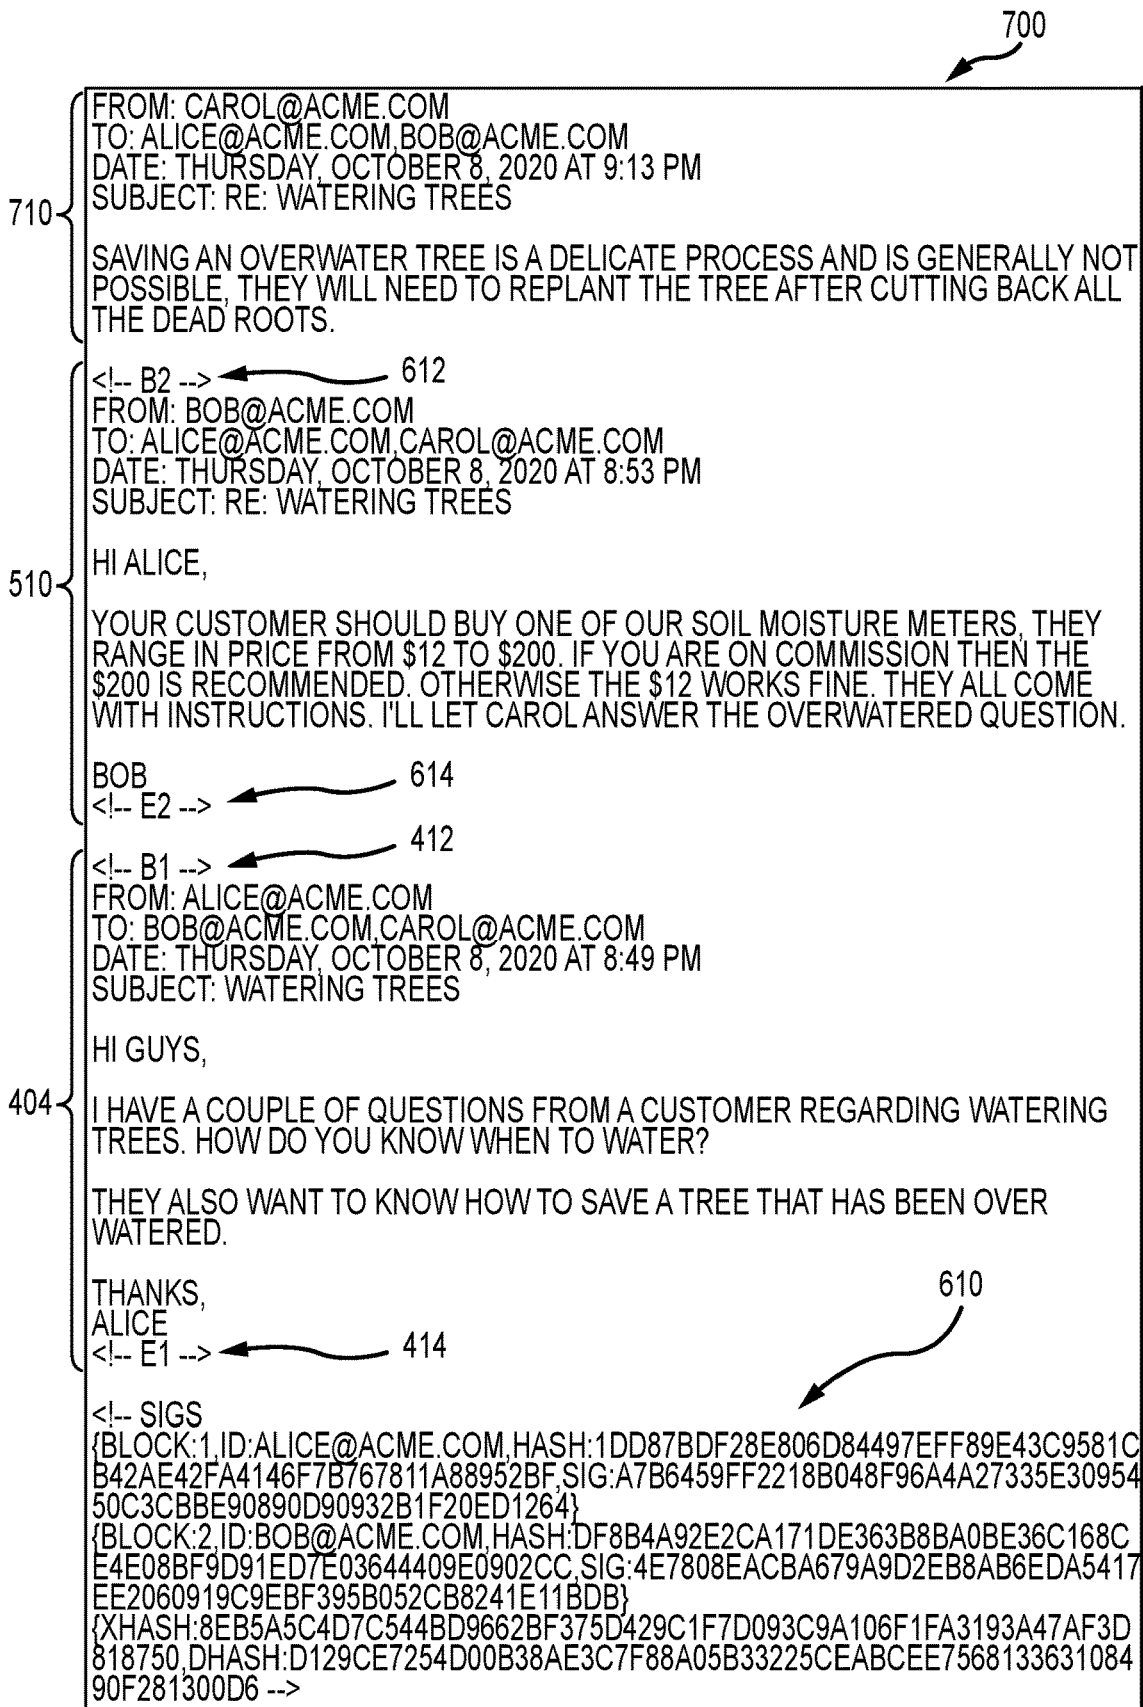 700
FROM: CAROL@ACME.COM
TO: ALICE@ACME.COM,BOB@ACME.COM
DATE: THURSDAY, OCTOBER 8, 2020 AT 9:13 PM
SUBJECT: RE: WATERING TREES
710
SAVING AN OVERWATER TREE IS A DELICATE PROCESS AND IS GENERALLY NOT
POSSIBLE, THEY WILL NEED TO REPLANT THE TREE AFTER CUTTING BACK ALL
THE DEAD ROOTS.
<!-- B2 --> 612
FROM: BOB@ACME.COM
TO: ALICE@ACME.COM,CAROL@ACME.COM
DATE: THURSDAY, OCTOBER 8, 2020 AT 8:53 PM
SUBJECT: RE: WATERING TREES
HI ALICE,
510
YOUR CUSTOMER SHOULD BUY ONE OF OUR SOIL MOISTURE METERS, THEY
RANGE IN PRICE FROM $12 TO $200. IF YOU ARE ON COMMISSION THEN THE
$200 IS RECOMMENDED. OTHERWISE THE $12 WORKS FINE. THEY ALL COME
WITH INSTRUCTIONS. I'LL LET CAROL ANSWER THE OVERWATERED QUESTION.
BOB 614
<!-- E2 -->
<!-- B1 --> 412
FROM: ALICE@ACME.COM
TO: BOB@ACME.COM,CAROL@ACME.COM
DATE: THURSDAY, OCTOBER 8, 2020 AT 8:49 PM
SUBJECT: WATERING TREES
HI GUYS,
404
I HAVE A COUPLE OF QUESTIONS FROM A CUSTOMER REGARDING WATERING
TREES. HOW DO YOU KNOW WHEN TO WATER?
THEY ALSO WANT TO KNOW HOW TO SAVE A TREE THAT HAS BEEN OVER
WATERED.
THANKS, 610
ALICE
<!-- E1 --> 414
<!-- SIGS
{BLOCK:1,ID:ALICE@ACME.COM,HASH:1DD87BDF28E806D84497EFF89E43C9581C
B42AE42FA4146F7B767811A88952BF,SIG:A7B6459FF2218B048F96A4A27335E30954
50C3CBBE90890D90932B1F20ED1264}
{BLOCK:2,ID:BOB@ACME.COM,HASH:DF8B4A92E2CA171DE363B8BA0BE36C168C
E4E08BF9D91ED7E03644409E0902CC,SIG:4E7808EACBA679A9D2EB8AB6EDA5417
EE2060919C9EBF395B052CB8241E11BDB}
{XHASH:8EB5A5C4D7C544BD9662BF375D429C1F7D093C9A106F1FA3193A47AF3D
818750,DHASH:D129CE7254D00B38AE3C7F88A05B33225CEABCEE7568133631084
90F281300D6 -->